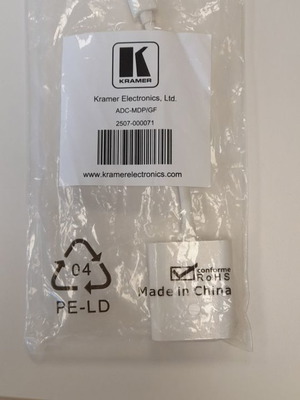 K
KRAMER
Kramer Electronics, Ltd.
ADC-MDP/GF
2507-000071
www.kramerelectronics.com
04
PE-LD
conforme
RoHS
Made in China